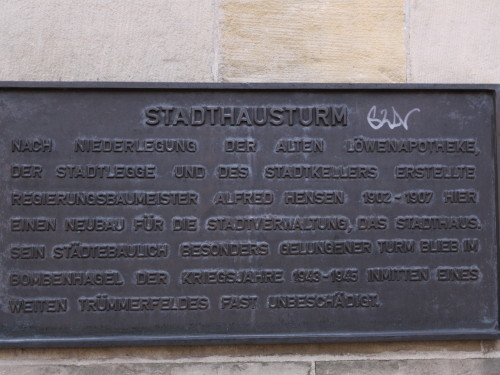 STADTHAUSTURM
NACH NIEDERLEGUNG DER ALTEN LÖWENAPOTHEKE,
DER STADTLEGGE UND DES STADTKELLERS ERSTELLTE
REGIERUNGSBAUMEISTER ALFRED HENSEN 1902-1907 HIER
EINEN NEUBAU FÜR DIE STADTVERWALTUNG, DAS STADTHAUS.
SEIN STÄDTEBAULICH BESONDERS GELUNGENER TURM BLIEB IM
BOMBENHAGEL DER KRIEGSJAHRE 1943-1945 INMITTEN EINES
WEITEN TRÜMMERFELDES FAST UNBESCHÄDIGT.